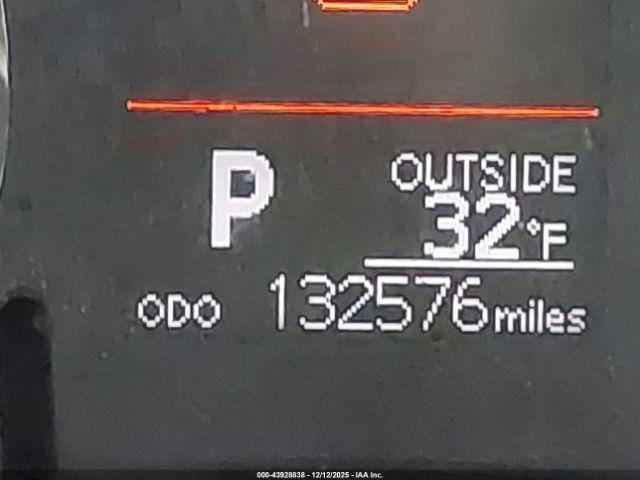 P
OUTSIDE
32°F
ODO 132576 miles
000-43928838 - 12/12/2025 - IAA Inc.